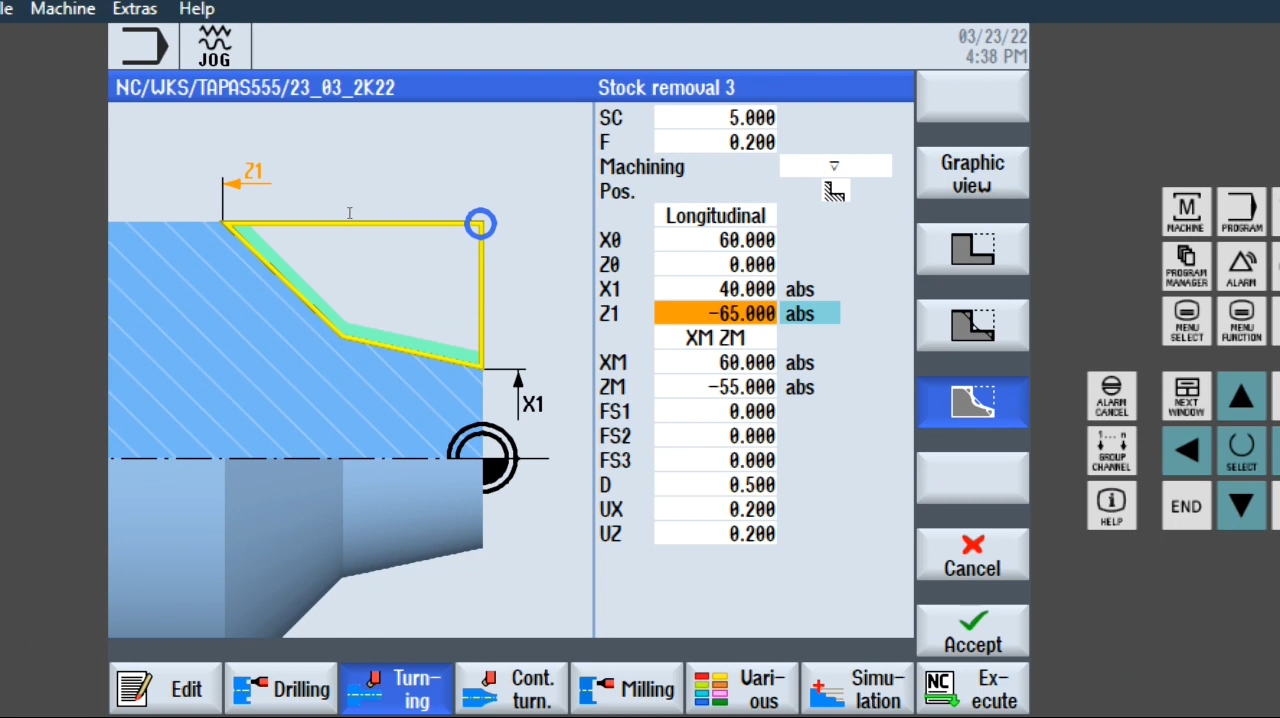 le Machine Extras Help
JOG
03/23/22
4:38 PM
NC/WKS/TAPAS555/23_03_2K22
Stock removal 3
Z1
X1
SC 5.000
F 0.200
Machining ▽
Pos.
Longitudinal
X0 60.000
Z0 0.000
X1 40.000 abs
Z1 -65.000 abs
XM ZM
XM 60.000 abs
ZM -55.000 abs
FS1 0.000
FS2 0.000
FS3 0.000
D 0.500
UX 0.200
UZ 0.200
Graphic
view
Cancel
Accept
Edit
Drilling
Turn-
ing
Cont.
turn.
Milling
Vari-
ous
Simu-
lation
NC
Ex-
ecute
M
MACHINE
PROGRAM
PROGRAM
MANAGER
ALARM
MENU
SELECT
MENU
FUNCTION
ALARM
CANCEL
NEXT
WINDOW
1... n
GROUP
CHANNEL
SELECT
i
HELP
END